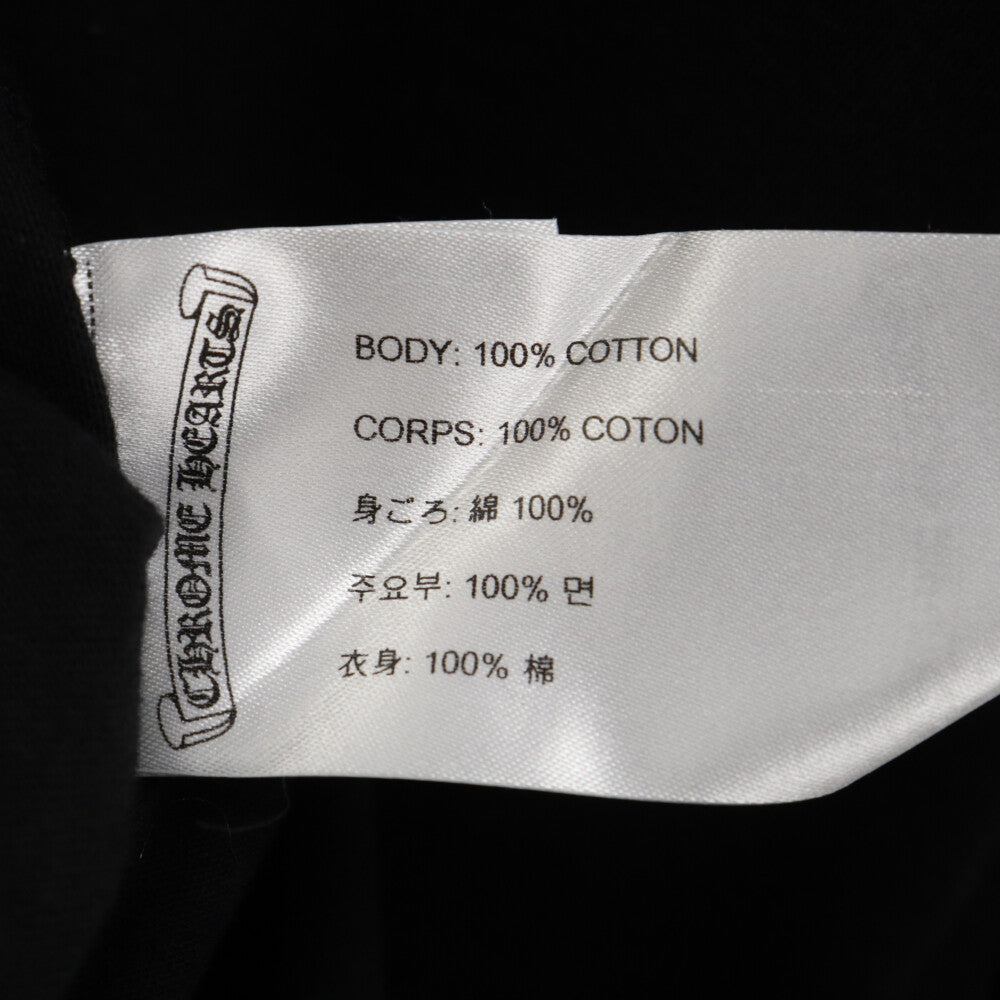 CHROME HEARTS
BODY: 100% COTTON
CORPS: 100% COTON
身ごろ: 綿 100%
주요부: 100% 면
衣身: 100% 棉